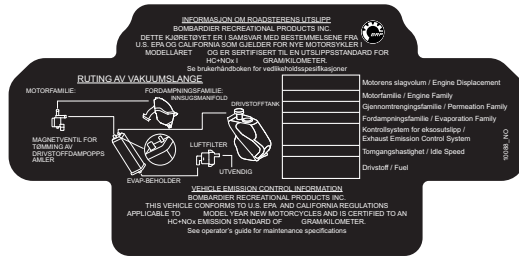 INFORMASJON OM ROADSTERENS UTSLIPP
BOMBARDIER RECREATIONAL PRODUCTS INC.
DETTE KJØRETØYET ER I SAMSVAR MED BESTEMMELSENE FRA
U.S. EPA OG CALIFORNIA SOM GJELDER FOR NYE MOTORSYKLER I
MODELLÅRET OG ER SERTIFISERT TIL EN UTSLIPPSSTANDARD FOR
HC+NOx I GRAM/KILOMETER.
Se brukerhåndboken for vedlikeholdsspesifikasjoner
brp
RUTING AV VAKUUMSLANGE
MOTORFAMILIE:
FORDAMPNINGSFAMILIE:
INNSUGSMANIFOLD
DRIVSTOFFTANK
MAGNETVENTIL FOR
TØMMING AV
DRIVSTOFFDAMPOPPS
AMLER
LUFTFILTER
EVAP-BEHOLDER
UTVENDIG
Motorens slagvolum / Engine Displacement
Motorfamilie / Engine Family
Gjennomtrengingsfamilie / Permeation Family
Fordampningsfamilie / Evaporation Family
Kontrollsystem for eksosutslipp /
Exhaust Emission Control System
Tomgangshastighet / Idle Speed
Drivstoff / Fuel
VEHICLE EMISSION CONTROL INFORMATION
BOMBARDIER RECREATIONAL PRODUCTS INC.
THIS VEHICLE CONFORMS TO U.S. EPA AND CALIFORNIA REGULATIONS
APPLICABLE TO MODEL YEAR NEW MOTORCYCLES AND IS CERTIFIED TO AN
HC+NOx EMISSION STANDARD OF GRAM/KILOMETER.
See operator's guide for maintenance specifications